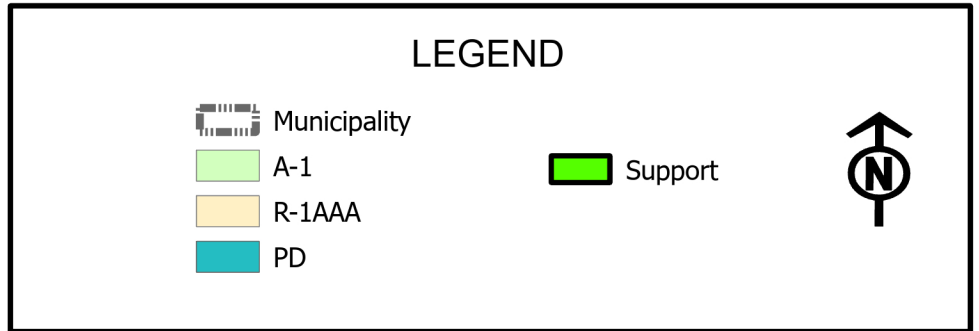 LEGEND
Municipality
A-1
R-1AAA
PD
Support
N